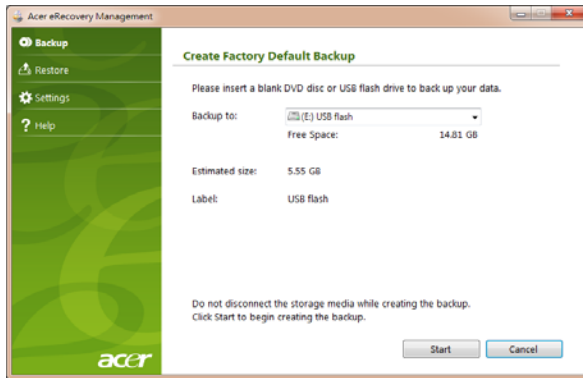 Acer eRecovery Management
Backup
Restore
Settings
? Help
Create Factory Default Backup
Please insert a blank DVD disc or USB flash drive to back up your data.
Backup to: (E:) USB flash
Free Space: 14.81 GB
Estimated size: 5.55 GB
Label: USB flash
Do not disconnect the storage media while creating the backup.
Click Start to begin creating the backup.
Start Cancel
acer